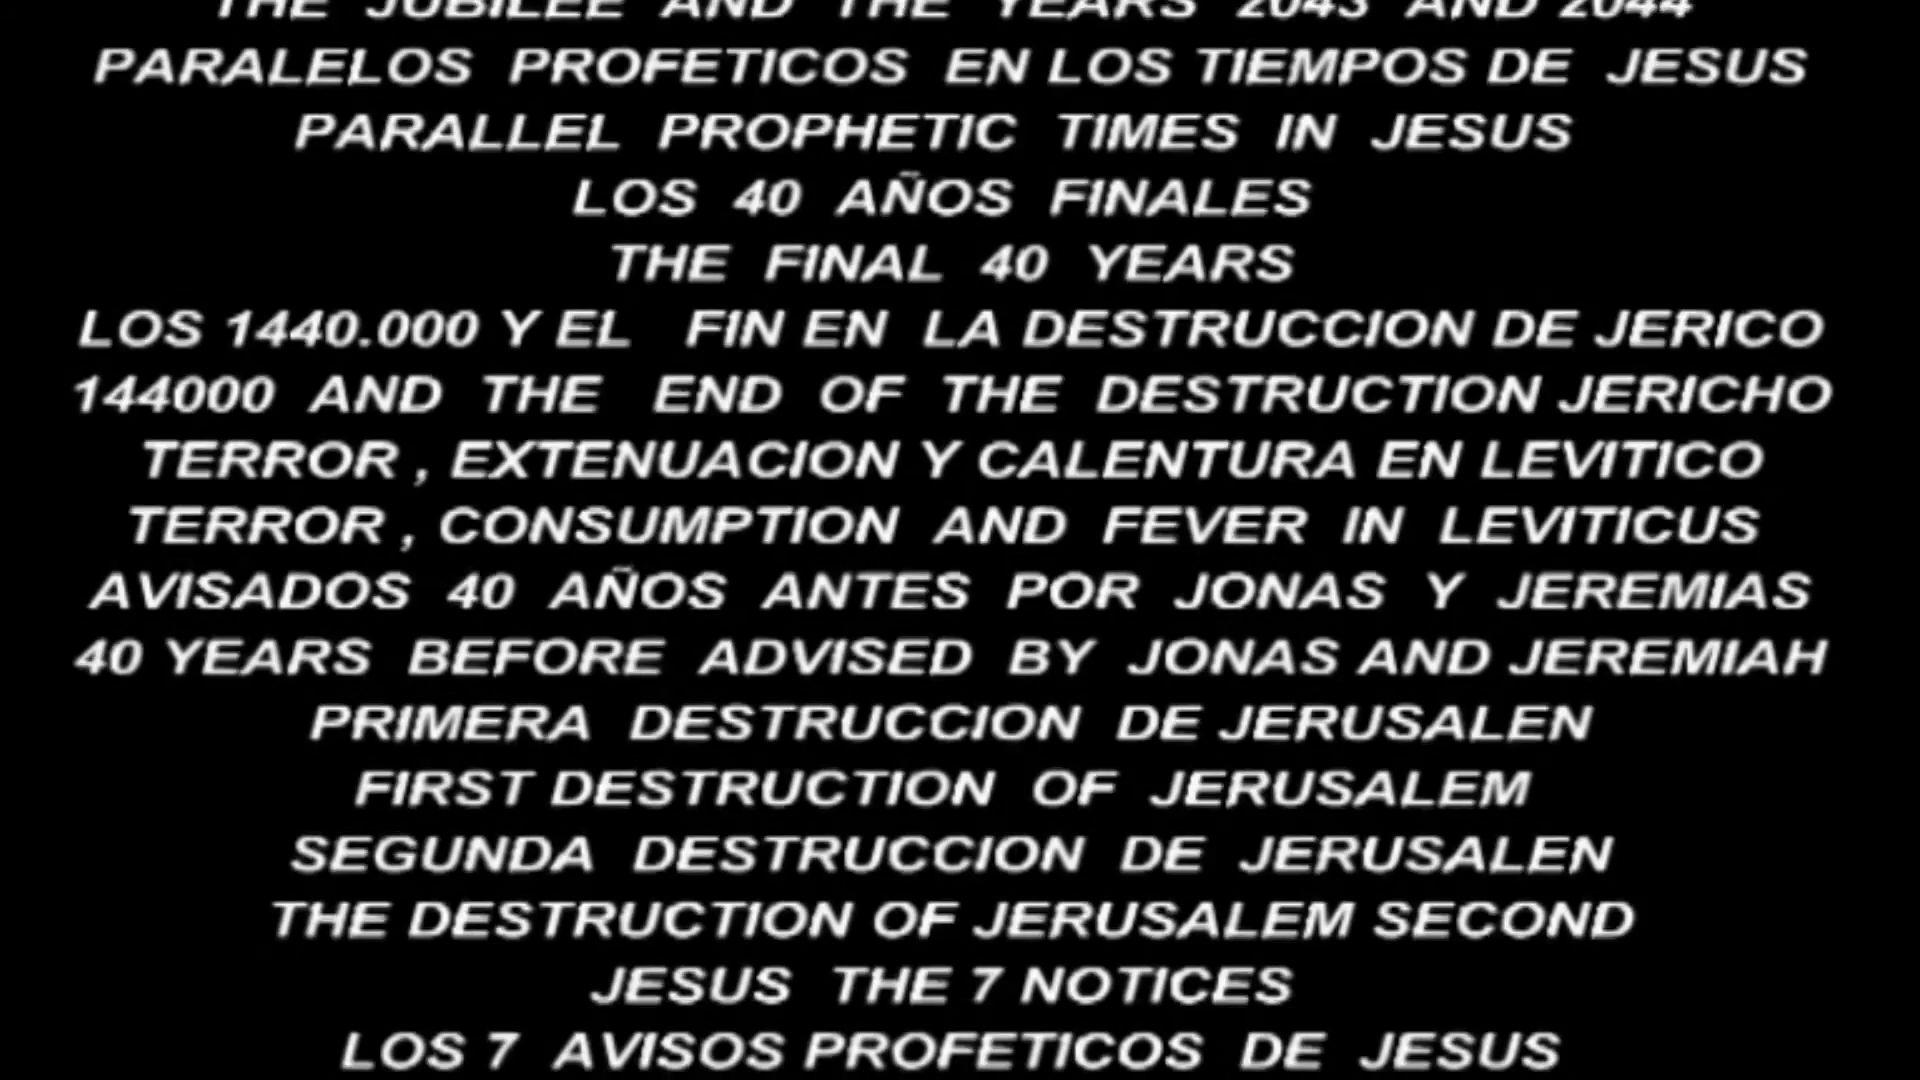 THE JUBILEE AND THE YEARS 2043 AND 2044
PARALELOS PROFETICOS EN LOS TIEMPOS DE JESUS
PARALLEL PROPHETIC TIMES IN JESUS
LOS 40 AÑOS FINALES
THE FINAL 40 YEARS
LOS 1440.000 Y EL FIN EN LA DESTRUCCION DE JERICO
144000 AND THE END OF THE DESTRUCTION JERICHO
TERROR , EXTENUACION Y CALENTURA EN LEVITICO
TERROR , CONSUMPTION AND FEVER IN LEVITICUS
AVISADOS 40 AÑOS ANTES POR JONAS Y JEREMIAS
40 YEARS BEFORE ADVISED BY JONAS AND JEREMIAH
PRIMERA DESTRUCCION DE JERUSALEN
FIRST DESTRUCTION OF JERUSALEM
SEGUNDA DESTRUCCION DE JERUSALEN
THE DESTRUCTION OF JERUSALEM SECOND
JESUS THE 7 NOTICES
LOS 7 AVISOS PROFETICOS DE JESUS